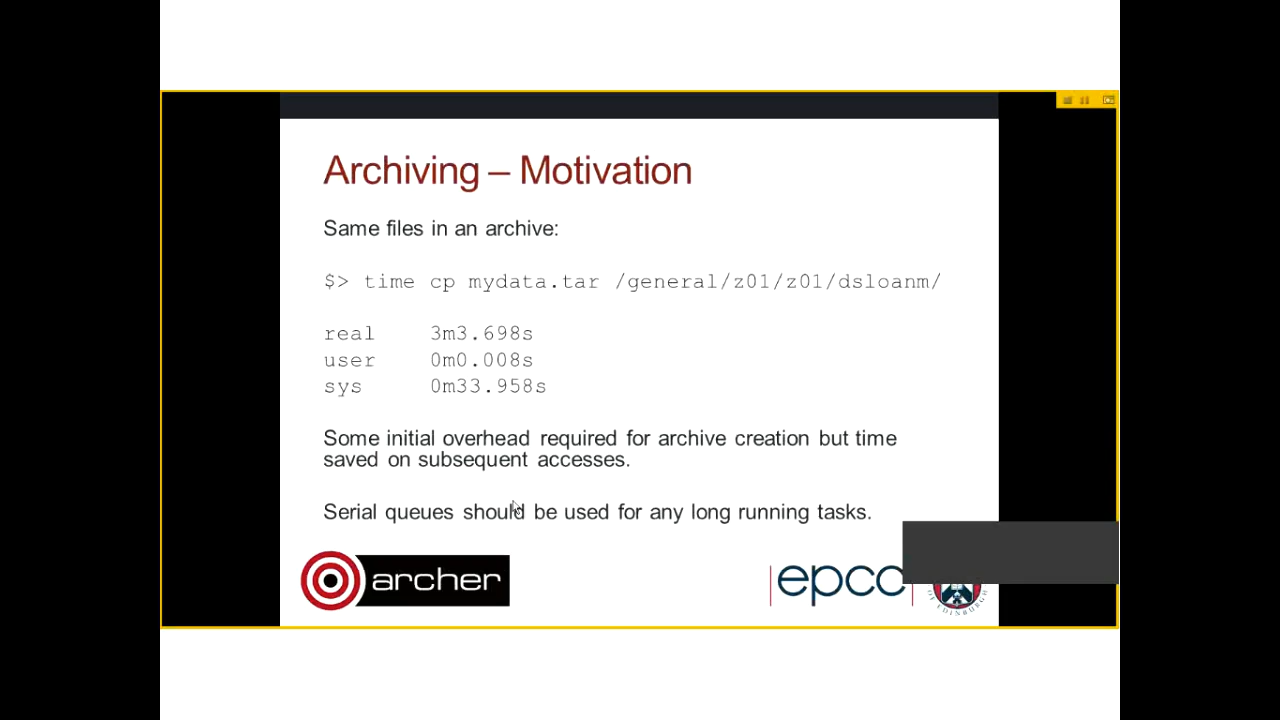 Archiving – Motivation
Same files in an archive:
$> time cp mydata.tar /general/z01/z01/dsloanm/
real 3m3.698s
user 0m0.008s
sys 0m33.958s
Some initial overhead required for archive creation but time
saved on subsequent accesses.
Serial queues should be used for any long running tasks.
archer
epcc
OF EDINBURGH